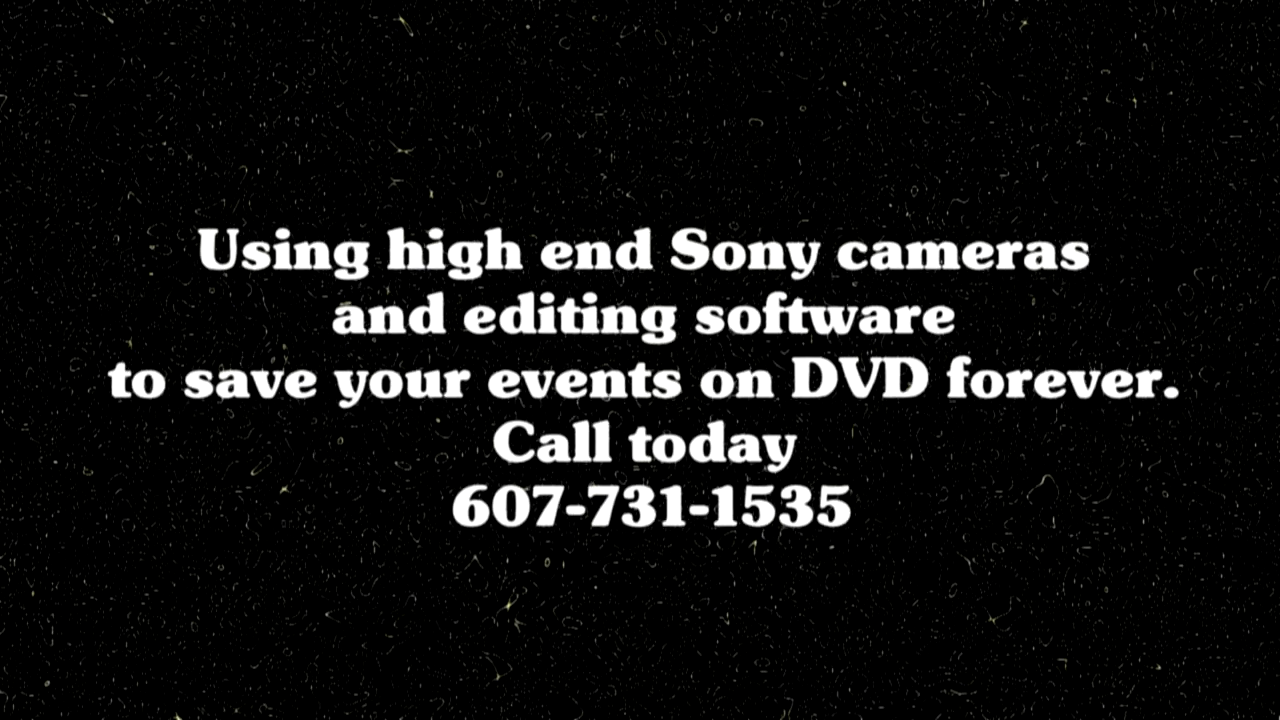 Using high end Sony cameras
and editing software
to save your events on DVD forever.
Call today
607-731-1535